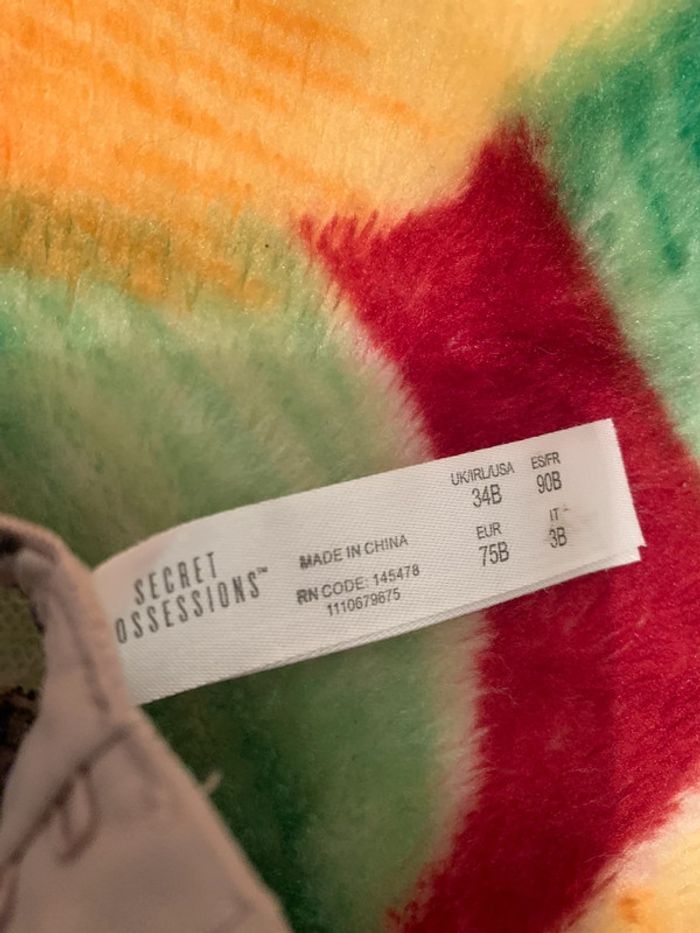 SECRET
OSSESSIONS™
MADE IN CHINA
RN CODE: 145478
1110679675
UK/IRL/USA
34B
ES/FR
90B
EUR
75B
IT
3B